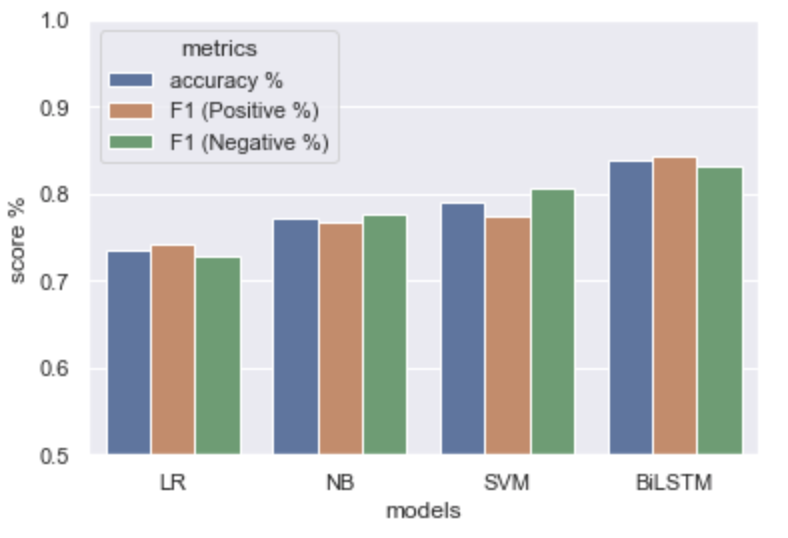 1.0
metrics
accuracy %
F1 (Positive %)
F1 (Negative %)
0.9
0.8
0.7
0.6
0.5
score %
LR NB SVM BiLSTM
models